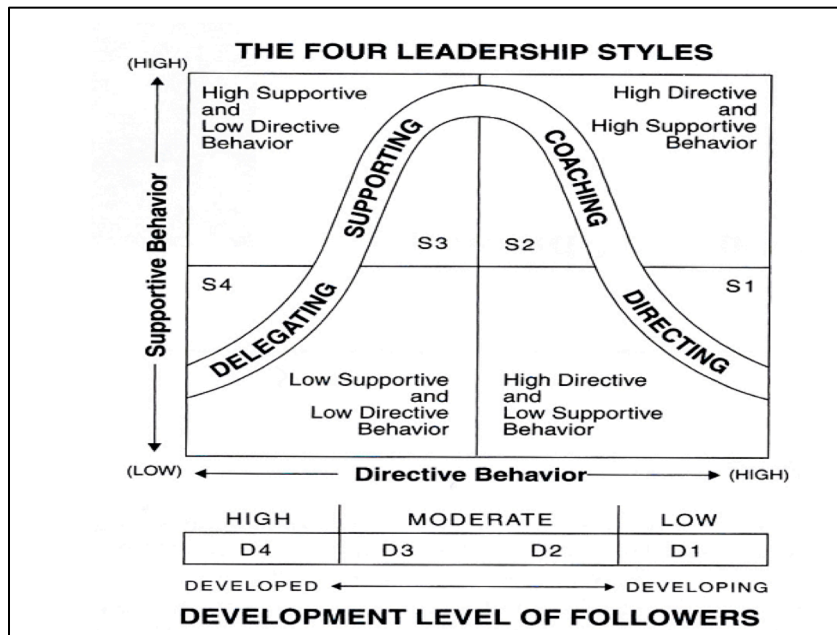 THE FOUR LEADERSHIP STYLES
(HIGH)
High Supportive
and
Low Directive
Behavior
High Directive
and
High Supportive
Behavior
SUPPORTING
COACHING
Supportive Behavior
S3
S2
S4
S1
DELEGATING
DIRECTING
Low Supportive
and
Low Directive
Behavior
High Directive
and
Low Supportive
Behavior
(LOW)
Directive Behavior
(HIGH)
HIGH
MODERATE
LOW
D4
D3
D2
D1
DEVELOPED
DEVELOPING
DEVELOPMENT LEVEL OF FOLLOWERS